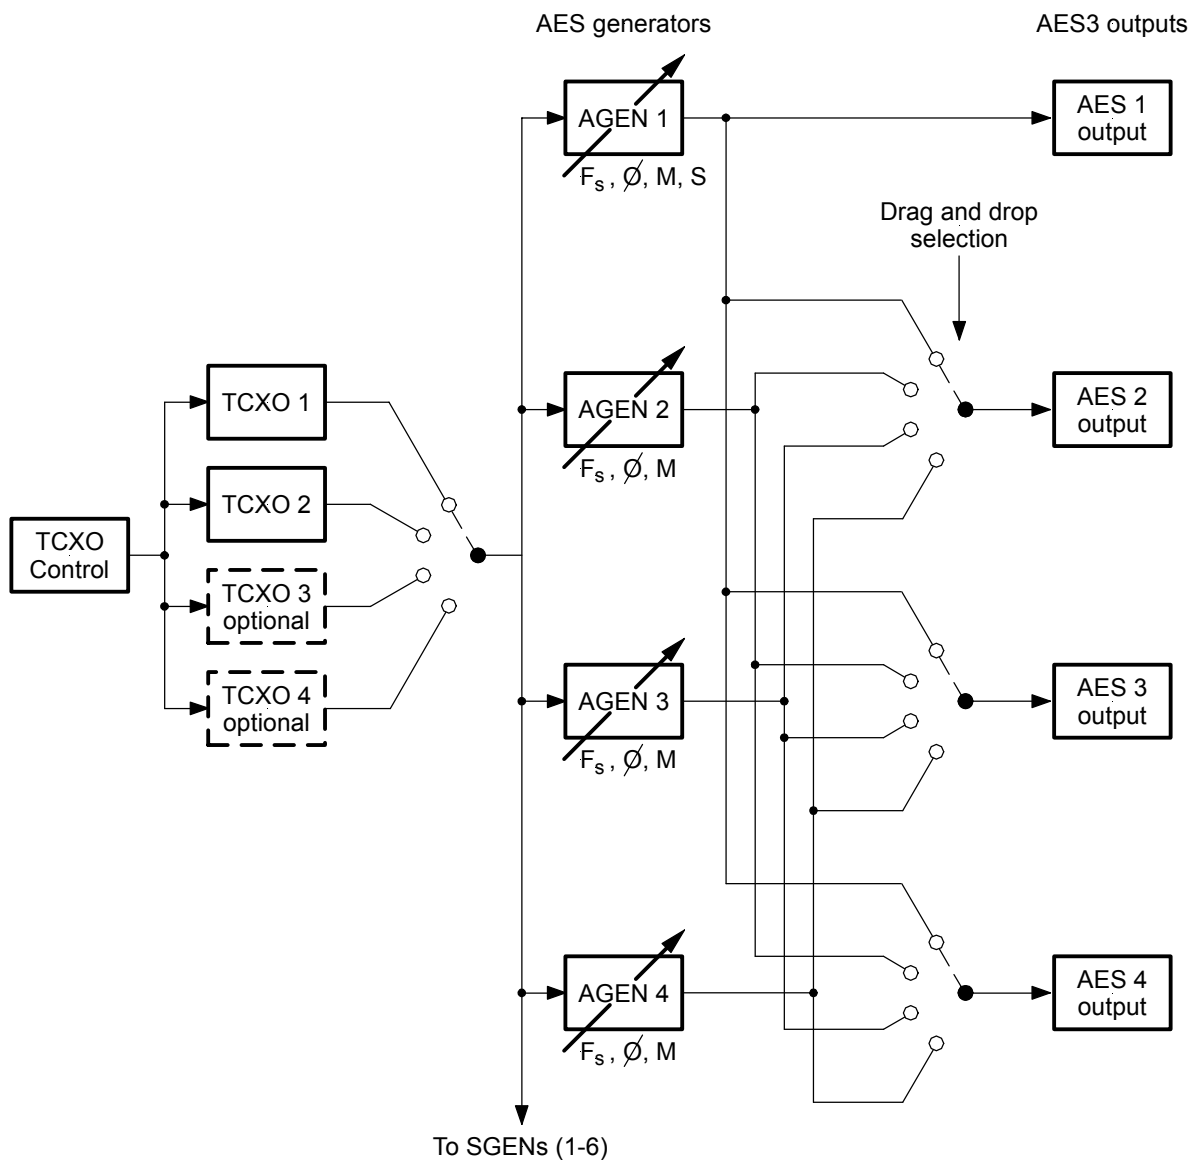 AES generators
AES3 outputs
AGEN 1
Fs , Ø, M, S
AES 1
output
Drag and drop
selection
TCXO 1
AGEN 2
Fs , Ø, M
AES 2
output
TCXO 2
TCXO
Control
TCXO 3
optional
TCXO 4
optional
AGEN 3
Fs , Ø, M
AES 3
output
AGEN 4
Fs , Ø, M
AES 4
output
To SGENs (1-6)